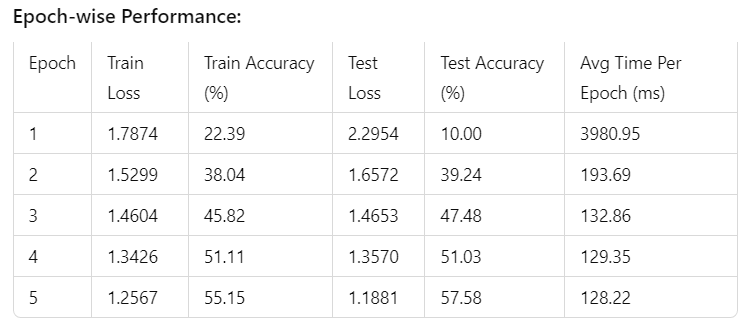 Epoch-wise Performance:
Epoch Train Loss Train Accuracy (%) Test Loss Test Accuracy (%) Avg Time Per Epoch (ms)
1 1.7874 22.39 2.2954 10.00 3980.95
2 1.5299 38.04 1.6572 39.24 193.69
3 1.4604 45.82 1.4653 47.48 132.86
4 1.3426 51.11 1.3570 51.03 129.35
5 1.2567 55.15 1.1881 57.58 128.22